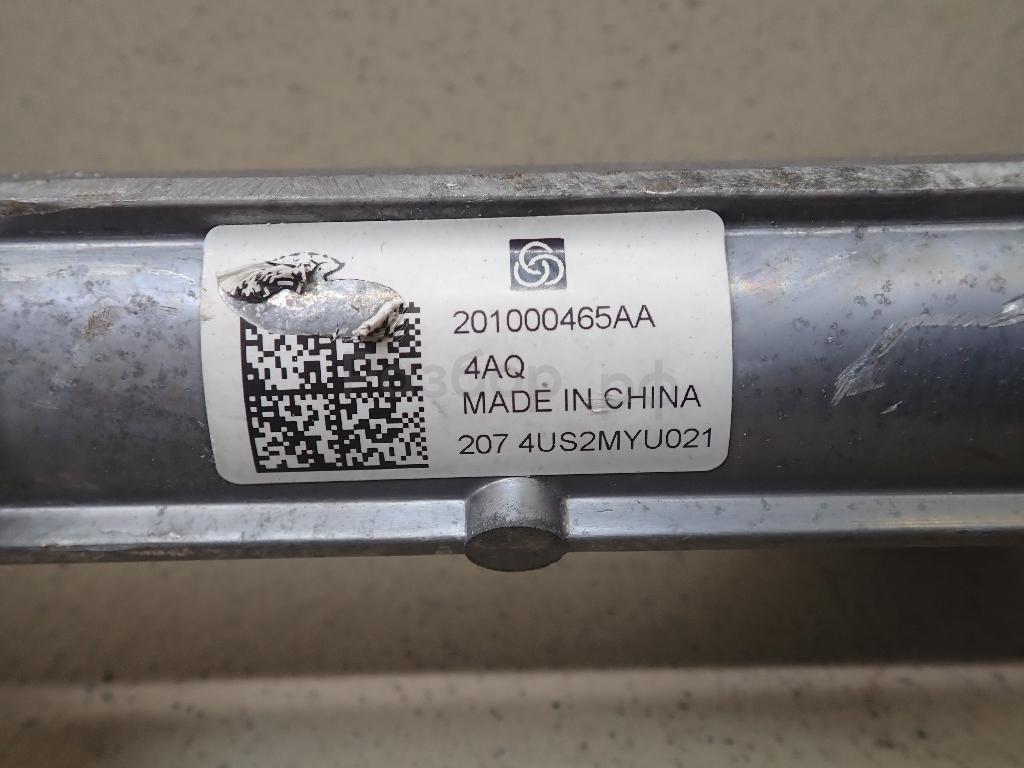 201000465AA
4AQ
MADE IN CHINA
207 4US2MYU021